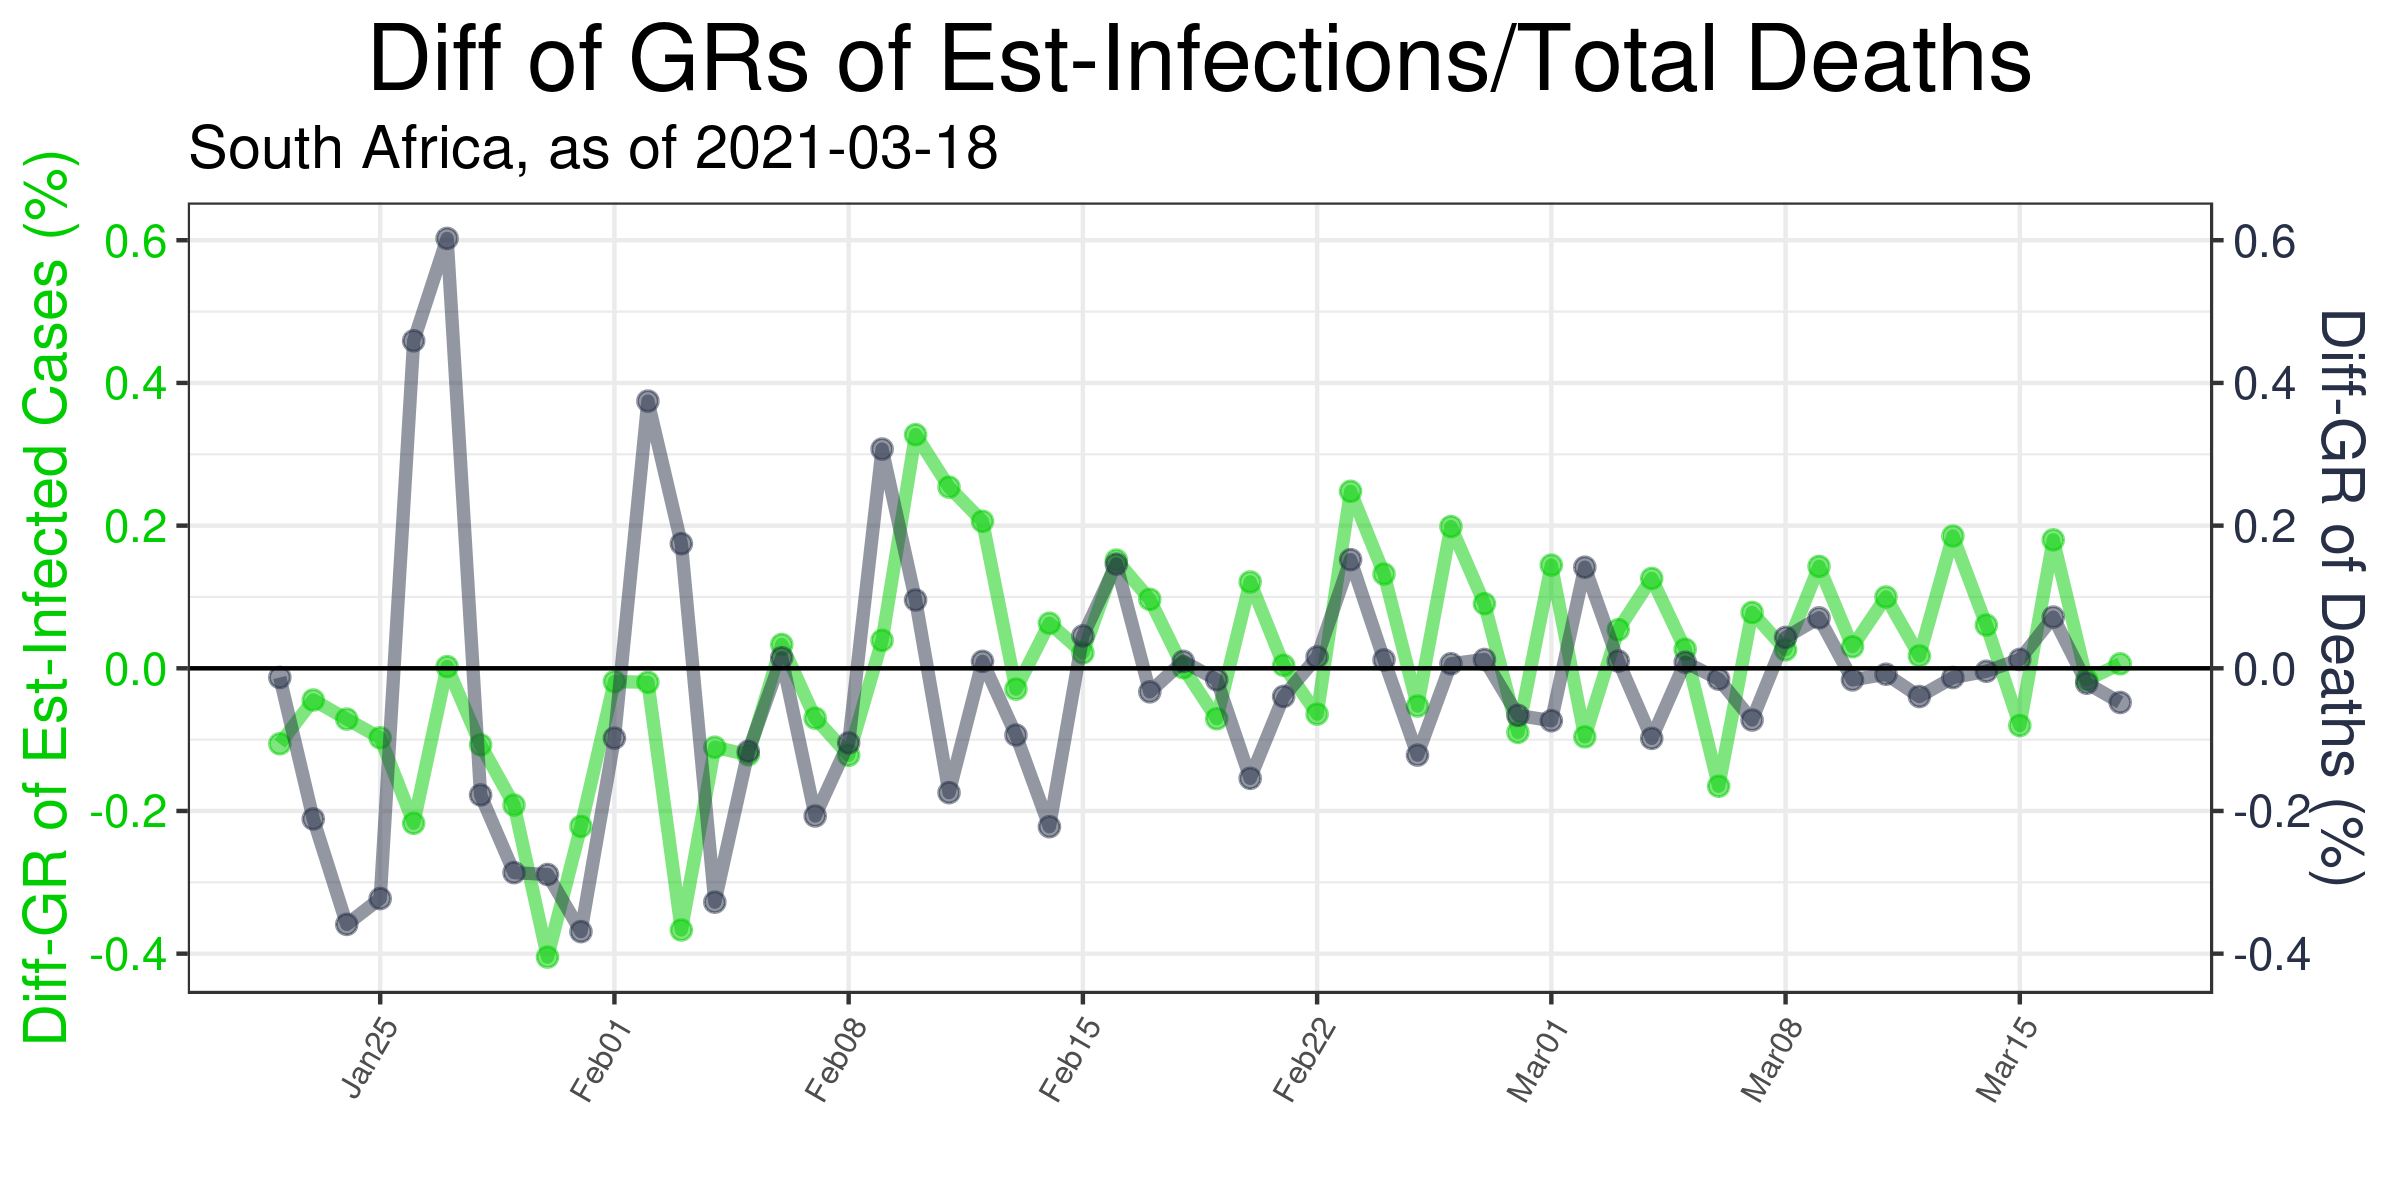 Diff of GRs of Est-Infections/Total Deaths
South Africa, as of 2021-03-18
Diff-GR of Est-Infected Cases (%)
0.6
0.4
0.2
0.0
-0.2
-0.4
0.6
0.4
0.2
0.0
-0.2
-0.4
Diff-GR of Deaths (%)
Jan25
Feb01
Feb08
Feb15
Feb22
Mar01
Mar08
Mar15